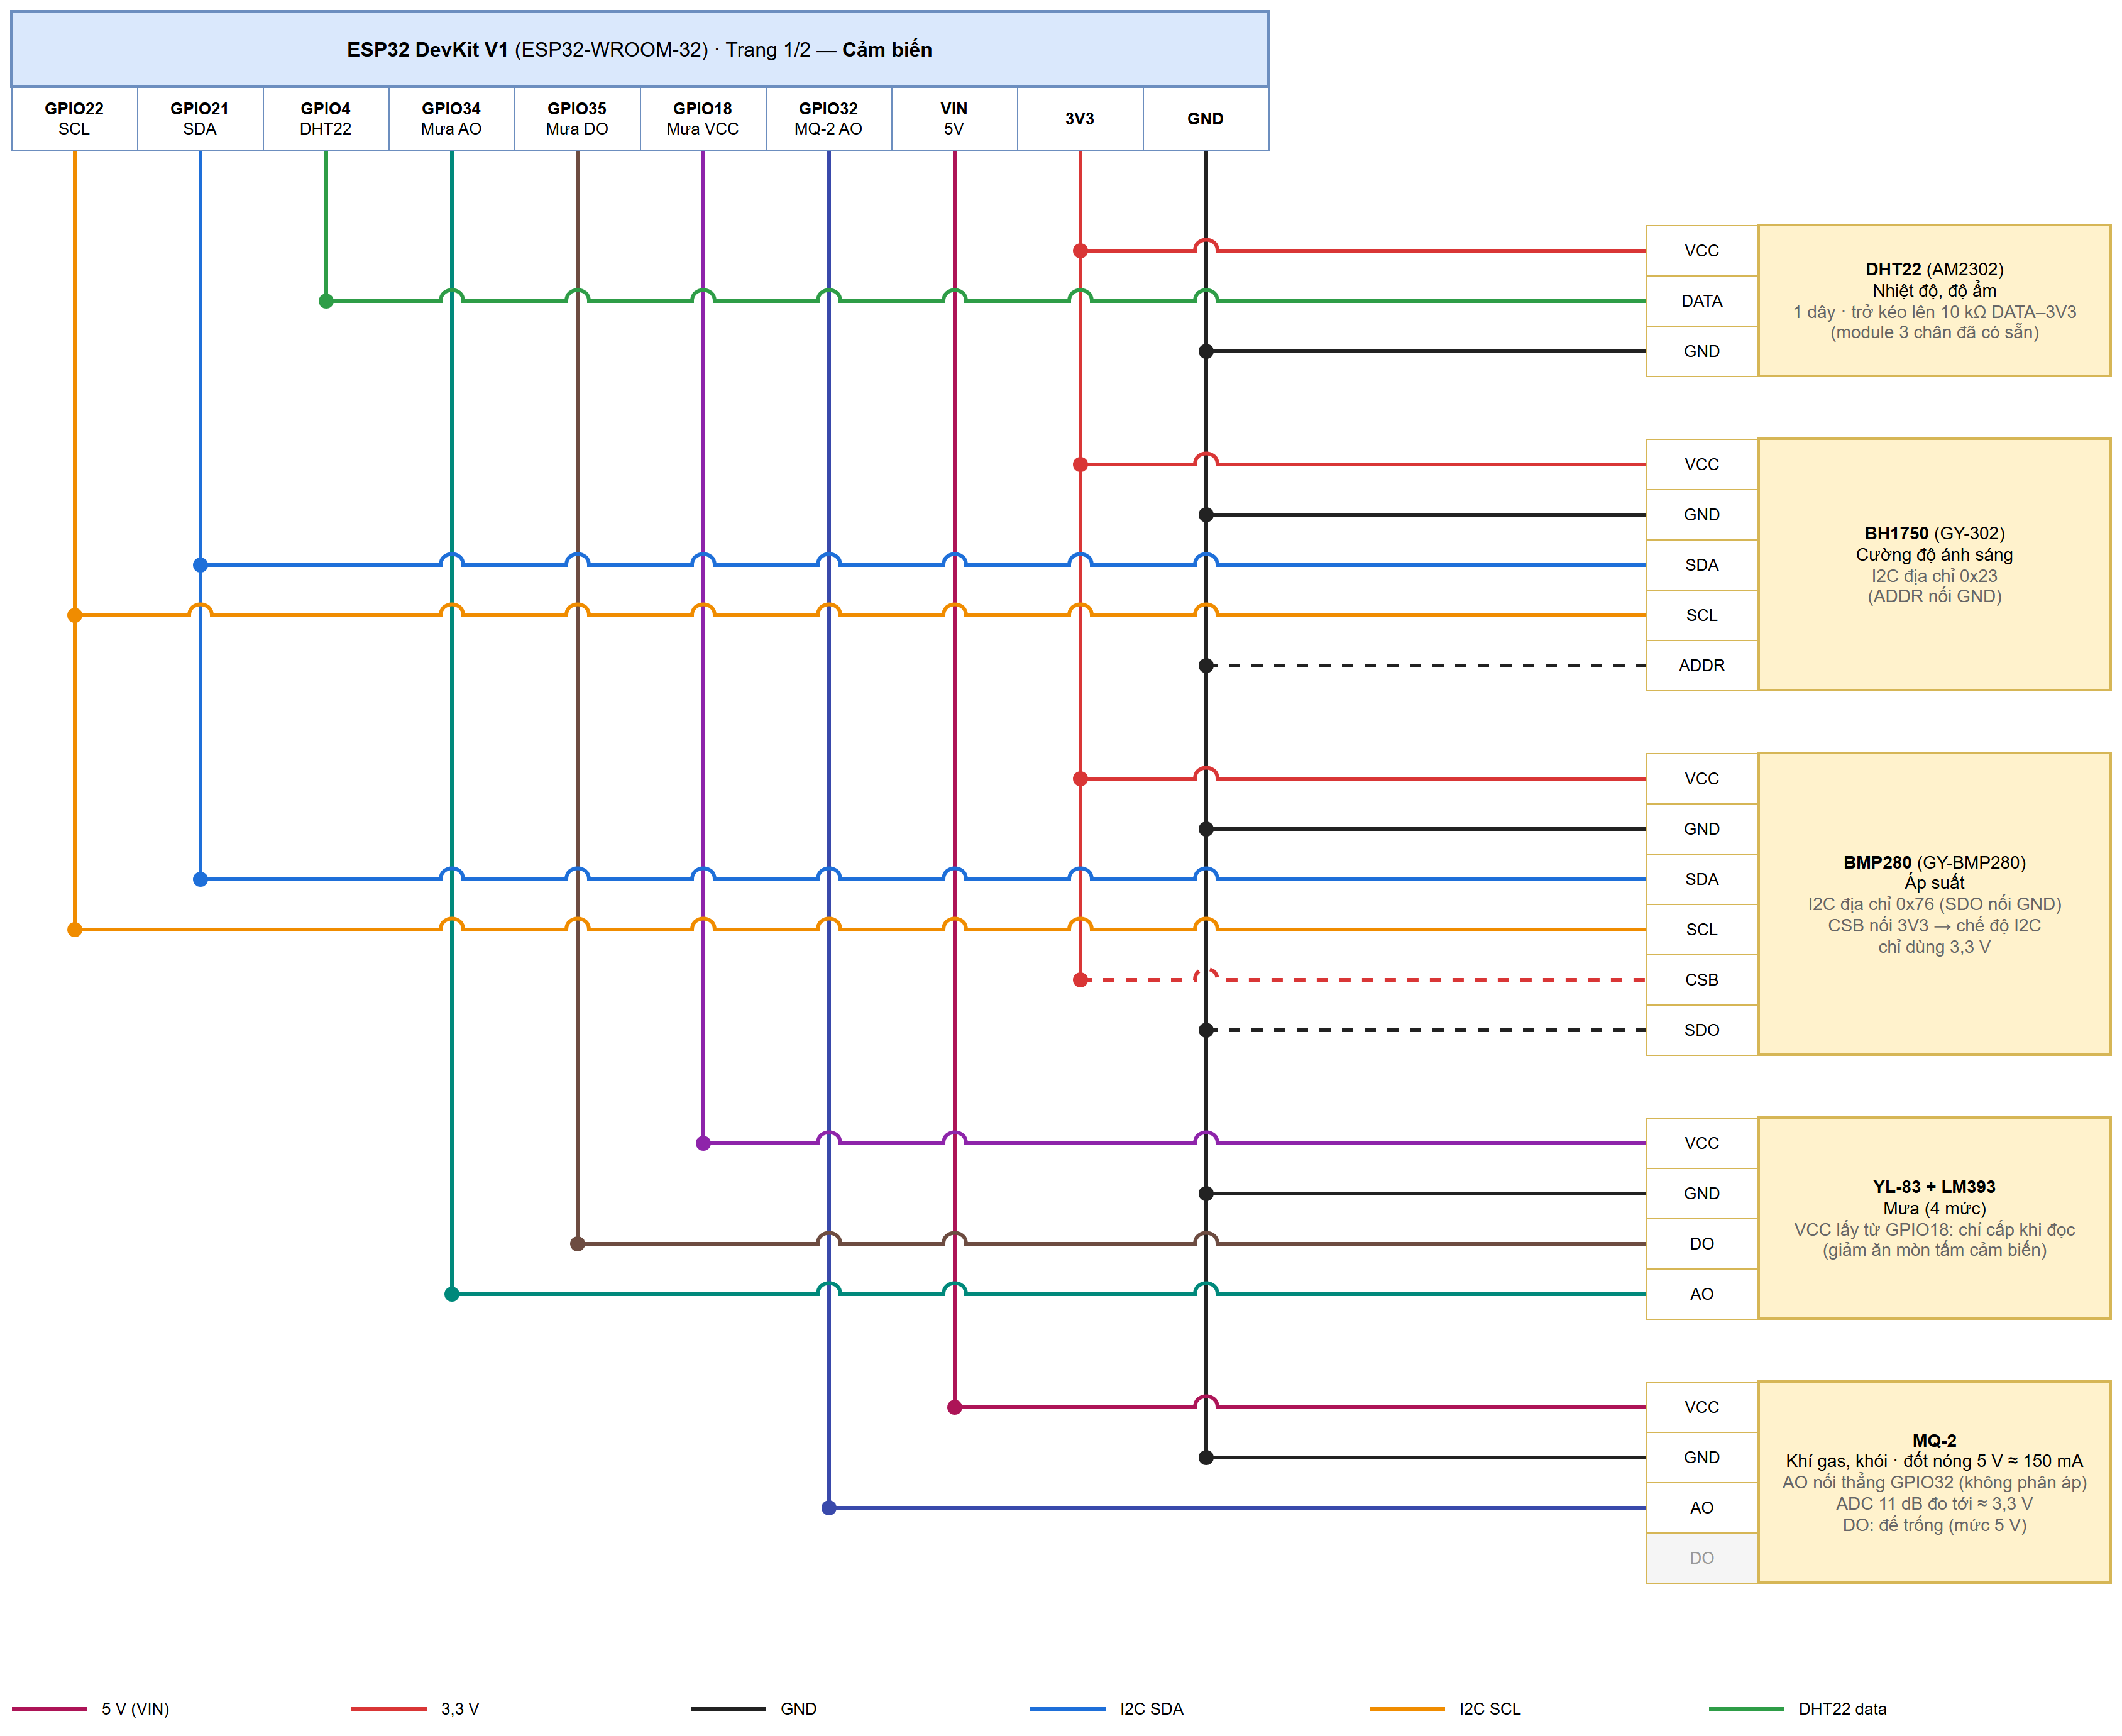 ESP32 DevKit V1 (ESP32-WROOM-32) · Trang 1/2 — Cảm biến
GPIO22
SCL
GPIO21
SDA
GPIO4
DHT22
GPIO34
Mưa AO
GPIO35
Mưa DO
GPIO18
Mưa VCC
GPIO32
MQ-2 AO
VIN
5V
3V3
GND
VCC
DATA
GND
DHT22 (AM2302)
Nhiệt độ, độ ẩm
1 dây · trở kéo lên 10 kΩ DATA–3V3
(module 3 chân đã có sẵn)
VCC
GND
SDA
SCL
ADDR
BH1750 (GY-302)
Cường độ ánh sáng
I2C địa chỉ 0x23
(ADDR nối GND)
VCC
GND
SDA
SCL
CSB
SDO
BMP280 (GY-BMP280)
Áp suất
I2C địa chỉ 0x76 (SDO nối GND)
CSB nối 3V3 → chế độ I2C
chỉ dùng 3,3 V
VCC
GND
DO
AO
YL-83 + LM393
Mưa (4 mức)
VCC lấy từ GPIO18: chỉ cấp khi đọc
(giảm ăn mòn tấm cảm biến)
VCC
GND
AO
DO
MQ-2
Khí gas, khói · đốt nóng 5 V ≈ 150 mA
AO nối thẳng GPIO32 (không phân áp)
ADC 11 dB đo tới ≈ 3,3 V
DO: để trống (mức 5 V)
5 V (VIN)
3,3 V
GND
I2C SDA
I2C SCL
DHT22 data